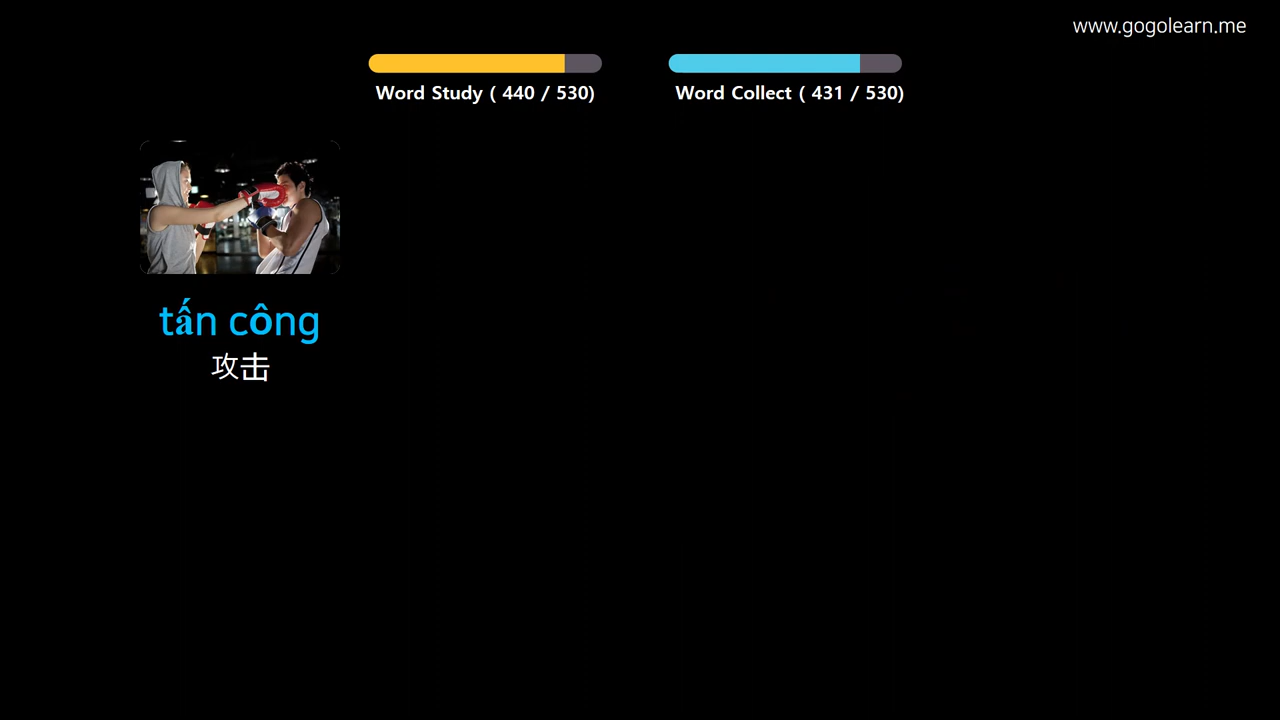 www.gogolearn.me
Word Study ( 440 / 530)
Word Collect ( 431 / 530)
tấn công
攻击